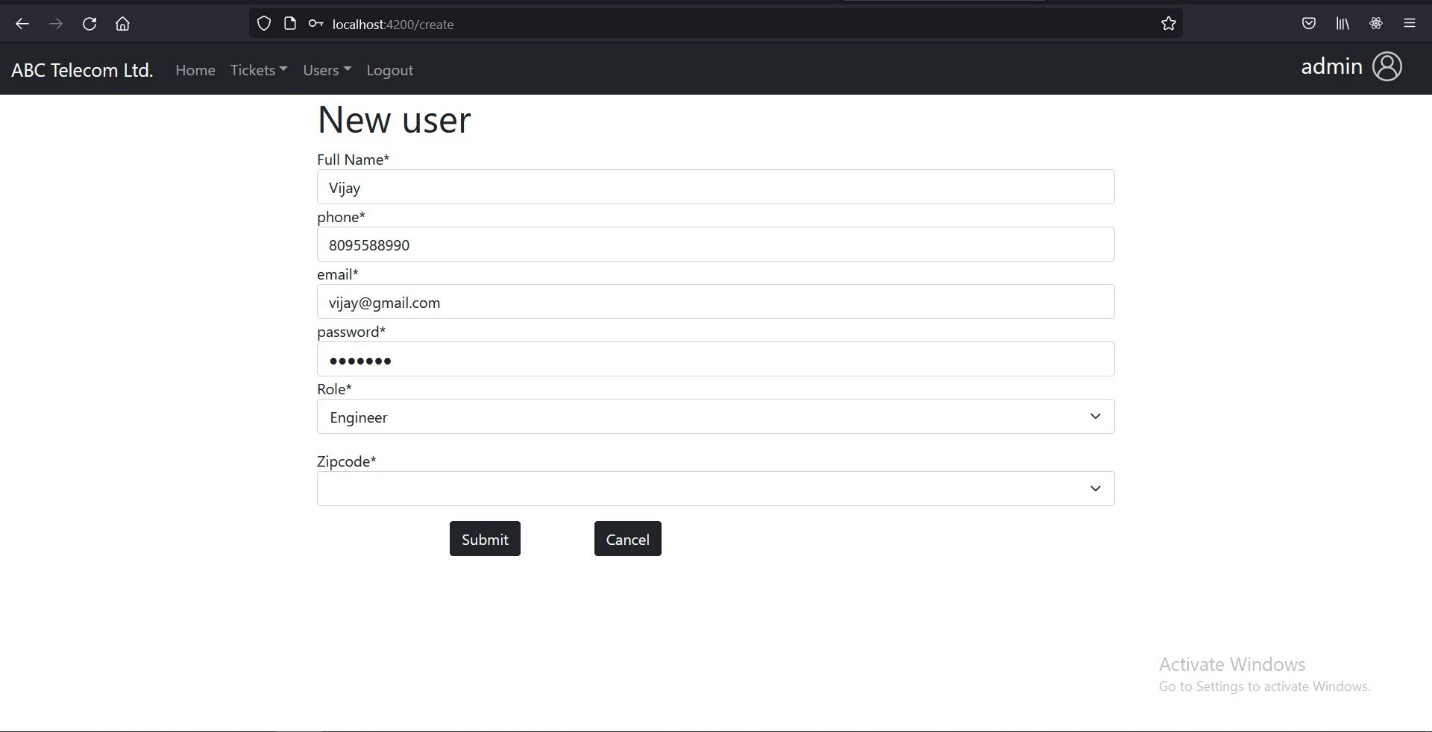 localhost:4200/create
ABC Telecom Ltd. Home Tickets Users Logout admin
New user
Full Name*
Vijay
phone*
8095588990
email*
vijay@gmail.com
password*
•••••••
Role*
Engineer
Zipcode*
Submit Cancel
Activate Windows
Go to Settings to activate Windows.